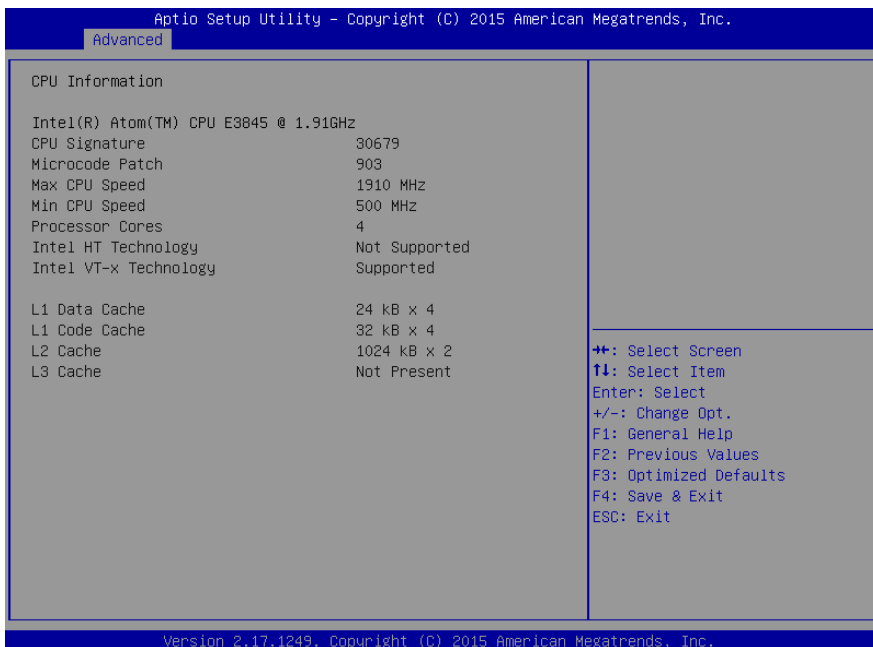 Aptio Setup Utility – Copyright (C) 2015 American Megatrends, Inc.
Advanced
CPU Information
Intel(R) Atom(TM) CPU E3845 @ 1.91GHz
CPU Signature 30679
Microcode Patch 903
Max CPU Speed 1910 MHz
Min CPU Speed 500 MHz
Processor Cores 4
Intel HT Technology Not Supported
Intel VT-x Technology Supported
L1 Data Cache 24 kB x 4
L1 Code Cache 32 kB x 4
L2 Cache 1024 kB x 2
L3 Cache Not Present
→←: Select Screen
↑↓: Select Item
Enter: Select
+/-: Change Opt.
F1: General Help
F2: Previous Values
F3: Optimized Defaults
F4: Save & Exit
ESC: Exit
Version 2.17.1249. Copyright (C) 2015 American Megatrends, Inc.